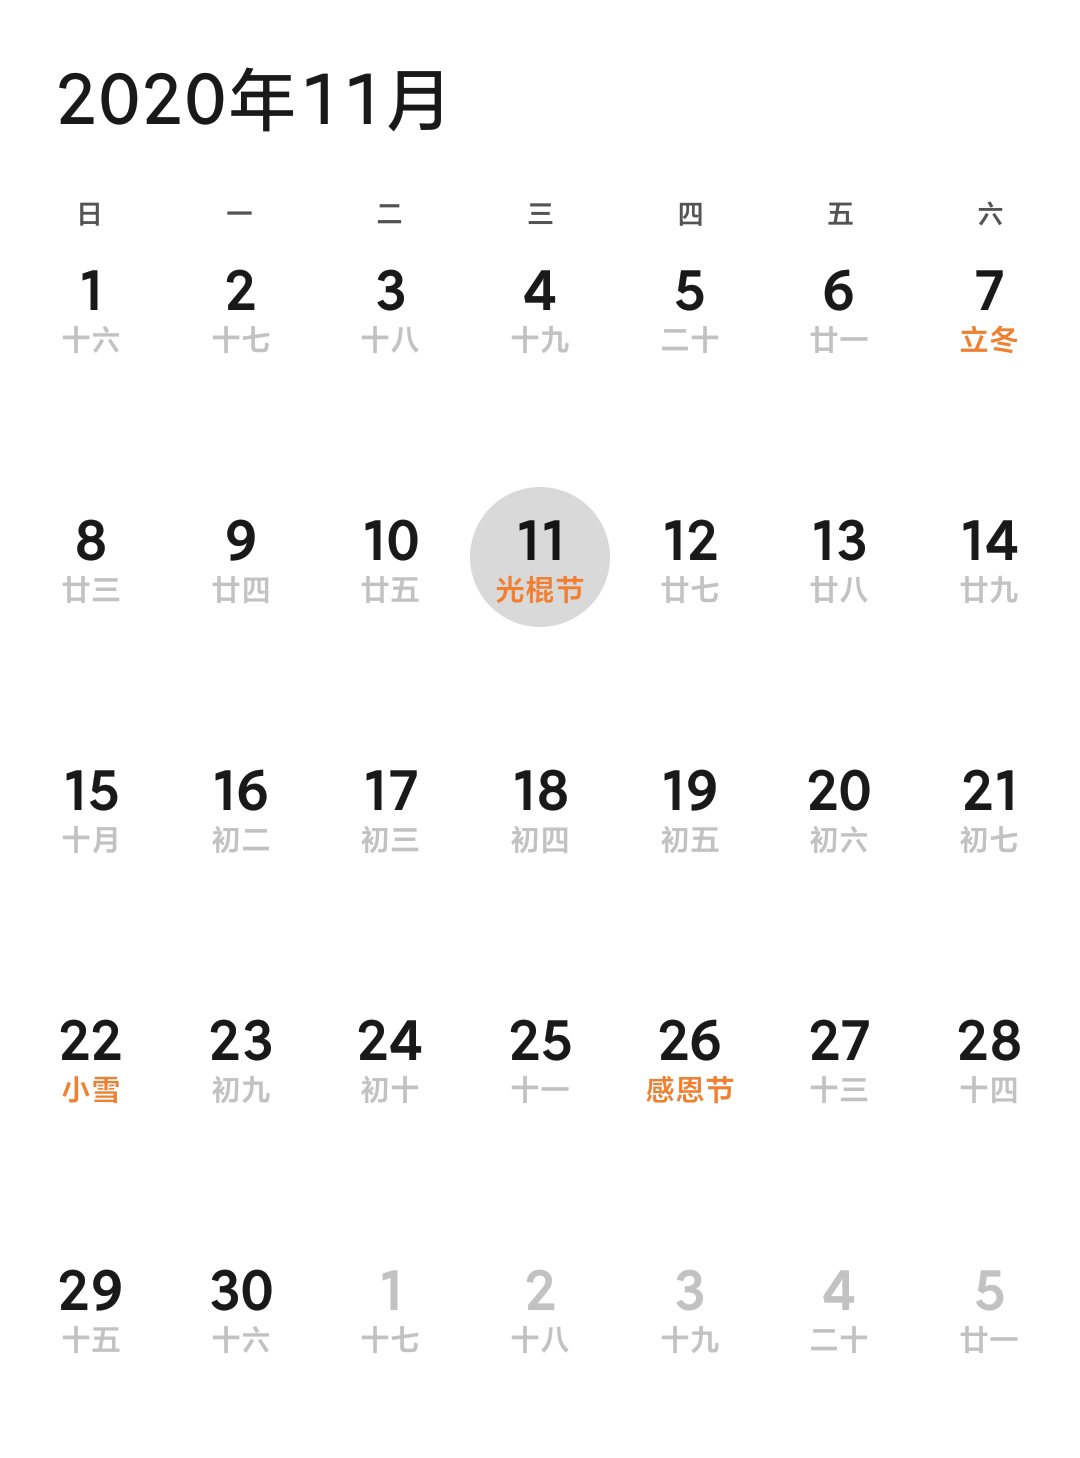 2020年11月
日 一 二 三 四 五 六
1 2 3 4 5 6 7
十六 十七 十八 十九 二十 廿一 立冬
8 9 10 11 12 13 14
廿三 廿四 廿五 光棍节 廿七 廿八 廿九
15 16 17 18 19 20 21
十月 初二 初三 初四 初五 初六 初七
22 23 24 25 26 27 28
小雪 初九 初十 十一 感恩节 十三 十四
29 30 1 2 3 4 5
十五 十六 十七 十八 十九 二十 廿一